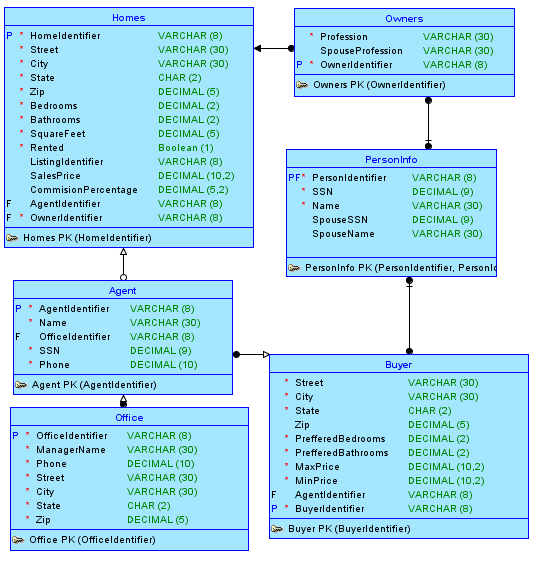 Homes
P * HomeIdentifier VARCHAR (8)
* Street VARCHAR (30)
* City VARCHAR (30)
* State CHAR (2)
* Zip DECIMAL (5)
* Bedrooms DECIMAL (2)
* Bathrooms DECIMAL (2)
* SquareFeet DECIMAL (5)
* Rented Boolean (1)
ListingIdentifier VARCHAR (8)
SalesPrice DECIMAL (10,2)
CommisionPercentage DECIMAL (5,2)
F AgentIdentifier VARCHAR (8)
F * OwnerIdentifier VARCHAR (8)
Homes PK (HomeIdentifier)
Owners
* Profession VARCHAR (30)
SpouseProfession VARCHAR (30)
P * OwnerIdentifier VARCHAR (8)
Owners PK (OwnerIdentifier)
PersonInfo
PF * PersonIdentifier VARCHAR (8)
* SSN DECIMAL (9)
* Name VARCHAR (30)
SpouseSSN DECIMAL (9)
SpouseName VARCHAR (30)
PersonInfo PK (PersonIdentifier, PersonId
Agent
P * AgentIdentifier VARCHAR (8)
* Name VARCHAR (30)
F OfficeIdentifier VARCHAR (8)
* SSN DECIMAL (9)
* Phone DECIMAL (10)
Agent PK (AgentIdentifier)
Buyer
* Street VARCHAR (30)
* City VARCHAR (30)
* State CHAR (2)
Zip DECIMAL (5)
* PrefferedBedrooms DECIMAL (2)
* PrefferedBathrooms DECIMAL (2)
* MaxPrice DECIMAL (10,2)
* MinPrice DECIMAL (10,2)
F AgentIdentifier VARCHAR (8)
P * BuyerIdentifier VARCHAR (8)
Buyer PK (BuyerIdentifier)
Office
P * OfficeIdentifier VARCHAR (8)
* ManagerName VARCHAR (30)
* Phone DECIMAL (10)
* Street VARCHAR (30)
* City VARCHAR (30)
* State CHAR (2)
* Zip DECIMAL (5)
Office PK (OfficeIdentifier)